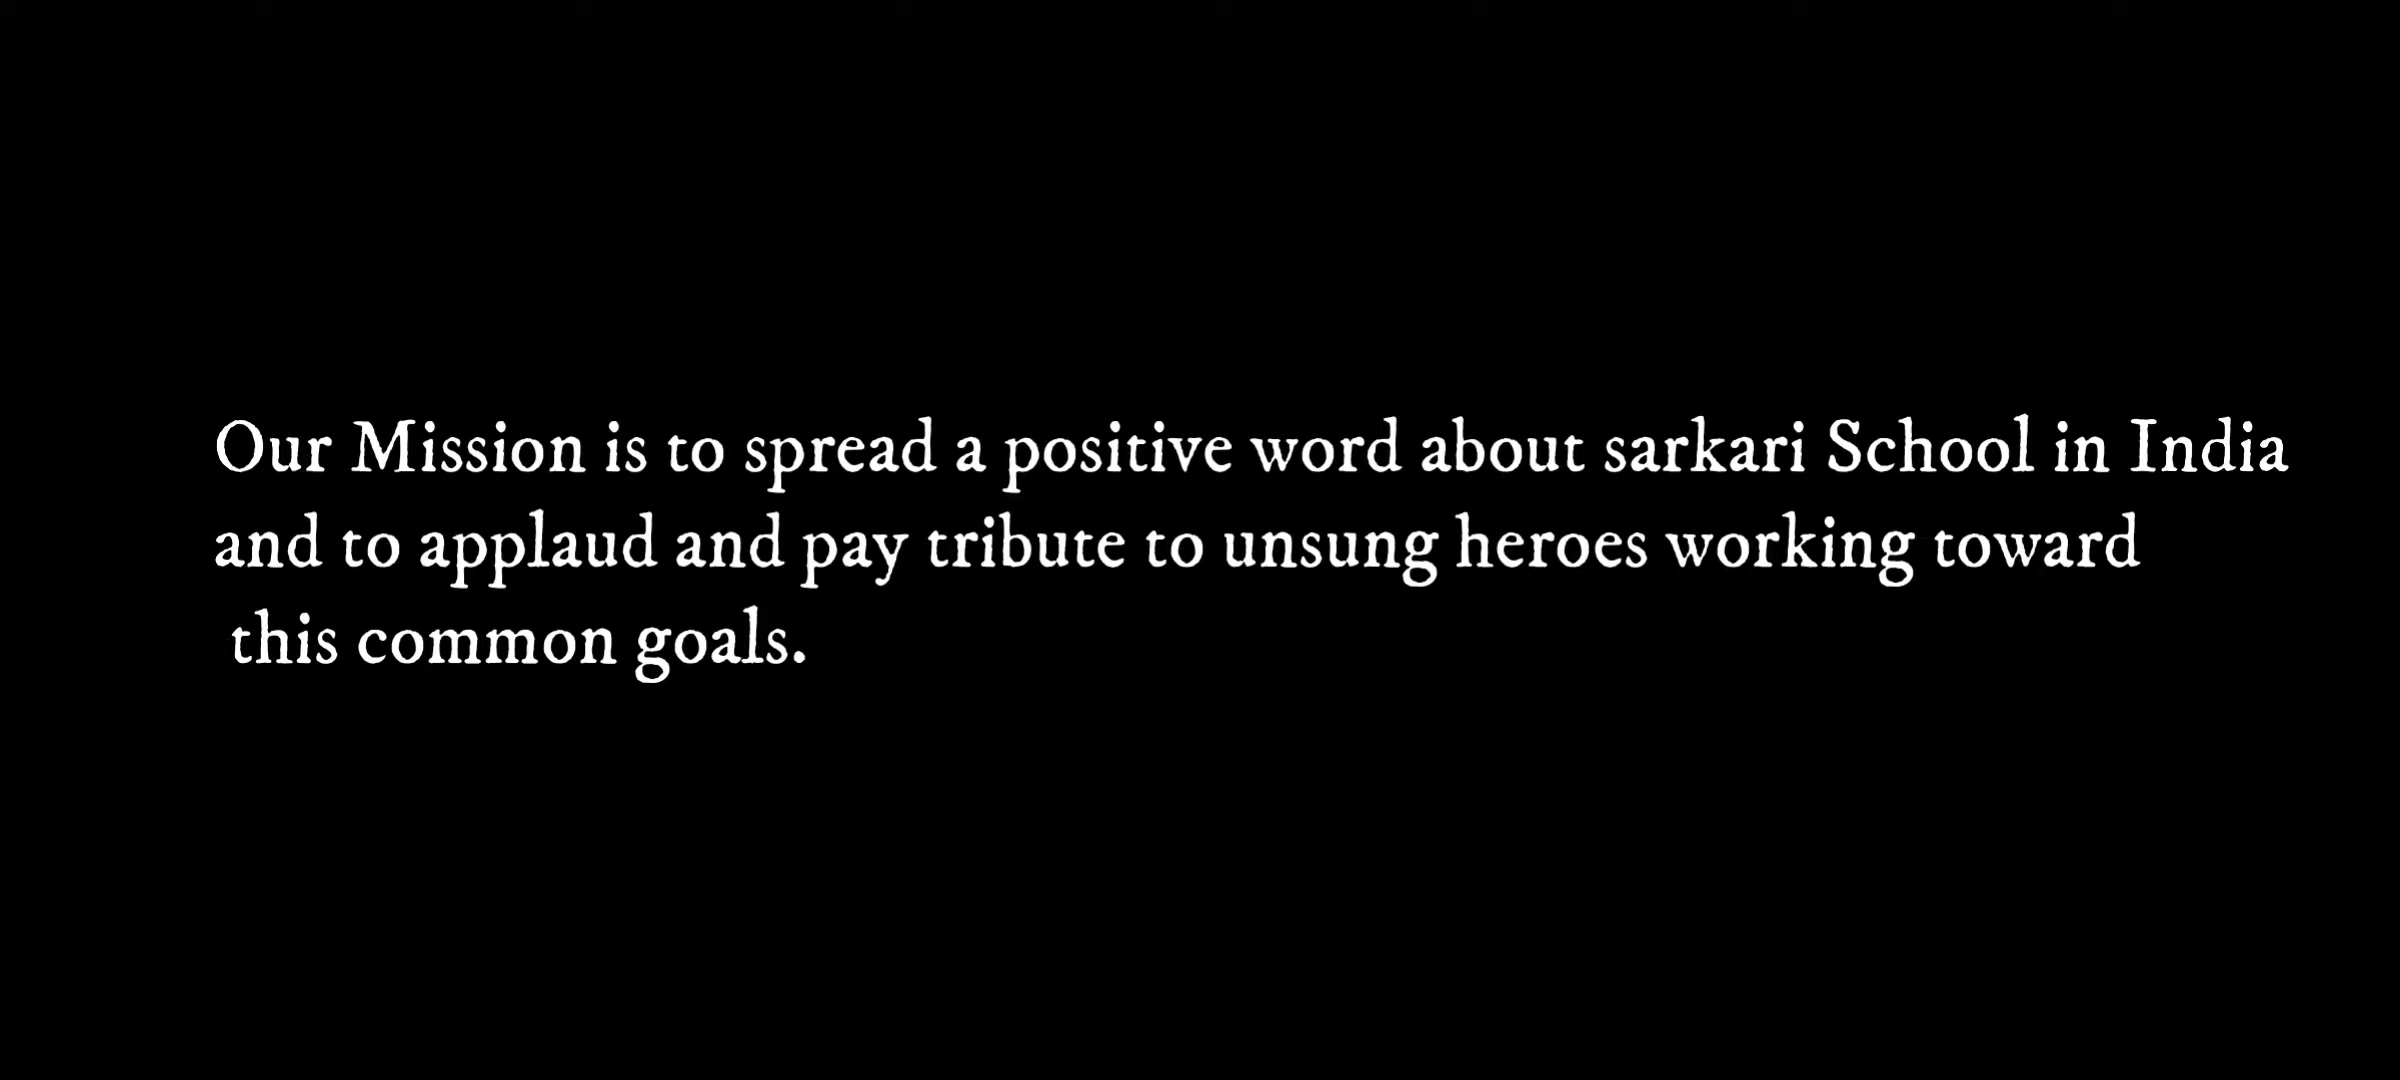 Our Mission is to spread a positive word about sarkari School in India
and to applaud and pay tribute to unsung heroes working toward
this common goals.